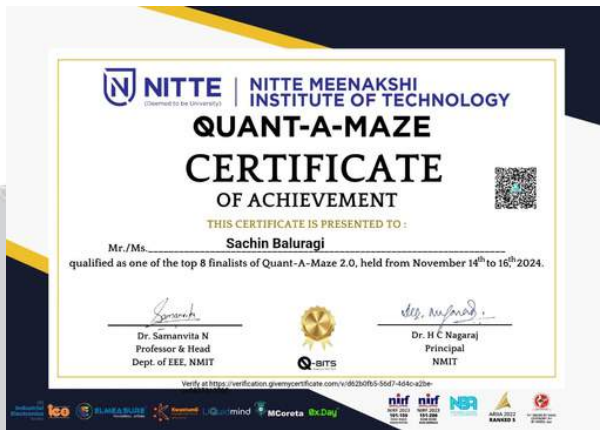 NITTE
(Deemed to be University)
NITTE MEENAKSHI
INSTITUTE OF TECHNOLOGY
QUANT-A-MAZE
CERTIFICATE
OF ACHIEVEMENT
THIS CERTIFICATE IS PRESENTED TO :
Mr./Ms. Sachin Baluragi
qualified as one of the top 8 finalists of Quant-A-Maze 2.0, held from November 14th to 16th 2024.
Dr. Samanvita N
Professor & Head
Dept. of EEE, NMIT
Q-BITS
Dr. H C Nagaraj
Principal
NMIT
Verify at https://verification.givemycertificate.com/v/d62b0fb5-56d7-4d4c-a2be-
ELMEASURE
LiQuidmind
MCoreta
Ex.Day
nirf
nirf
NBA
ARIIA 2022
RANKED 5